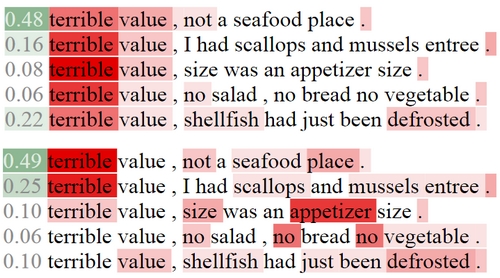 0.48 terrible value , not a seafood place .
0.16 terrible value , I had scallops and mussels entree .
0.08 terrible value , size was an appetizer size .
0.06 terrible value , no salad , no bread no vegetable .
0.22 terrible value , shellfish had just been defrosted .
0.49 terrible value , not a seafood place .
0.25 terrible value , I had scallops and mussels entree .
0.10 terrible value , size was an appetizer size .
0.06 terrible value , no salad , no bread no vegetable .
0.10 terrible value , shellfish had just been defrosted .